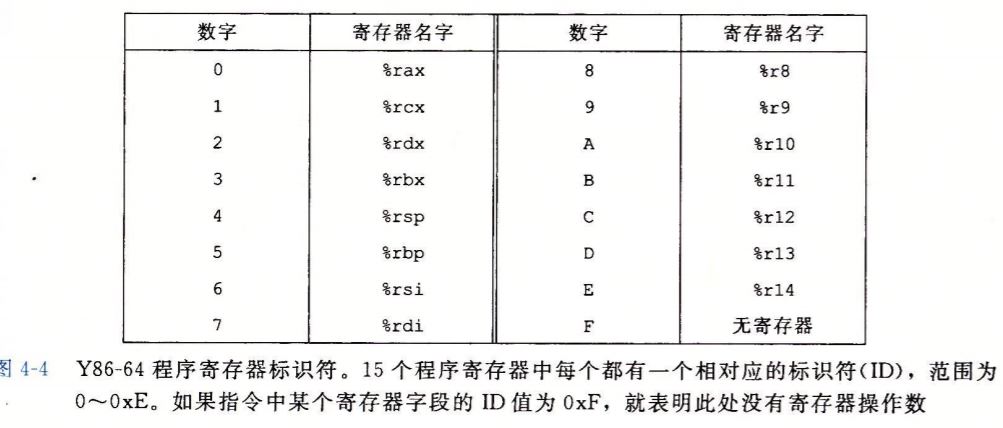 数字 寄存器名字 数字 寄存器名字
0 %rax 8 %r8
1 %rcx 9 %r9
2 %rdx A %r10
3 %rbx B %r11
4 %rsp C %r12
5 %rbp D %r13
6 %rsi E %r14
7 %rdi F 无寄存器
图 4-4 Y86-64 程序寄存器标识符。15 个程序寄存器中每个都有一个相对应的标识符(ID)，范围为
0～0xE。如果指令中某个寄存器字段的 ID 值为 0xF，就表明此处没有寄存器操作数